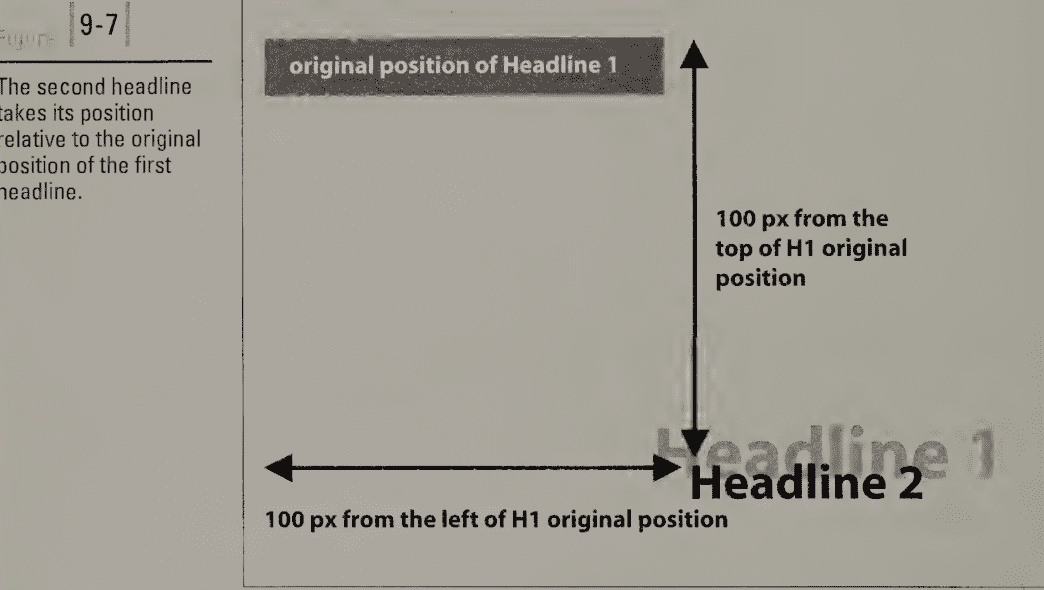 Figure 9-7
The second headline
takes its position
relative to the original
position of the first
headline.
original position of Headline 1
100 px from the
top of H1 original
position
Headline 1
Headline 2
100 px from the left of H1 original position